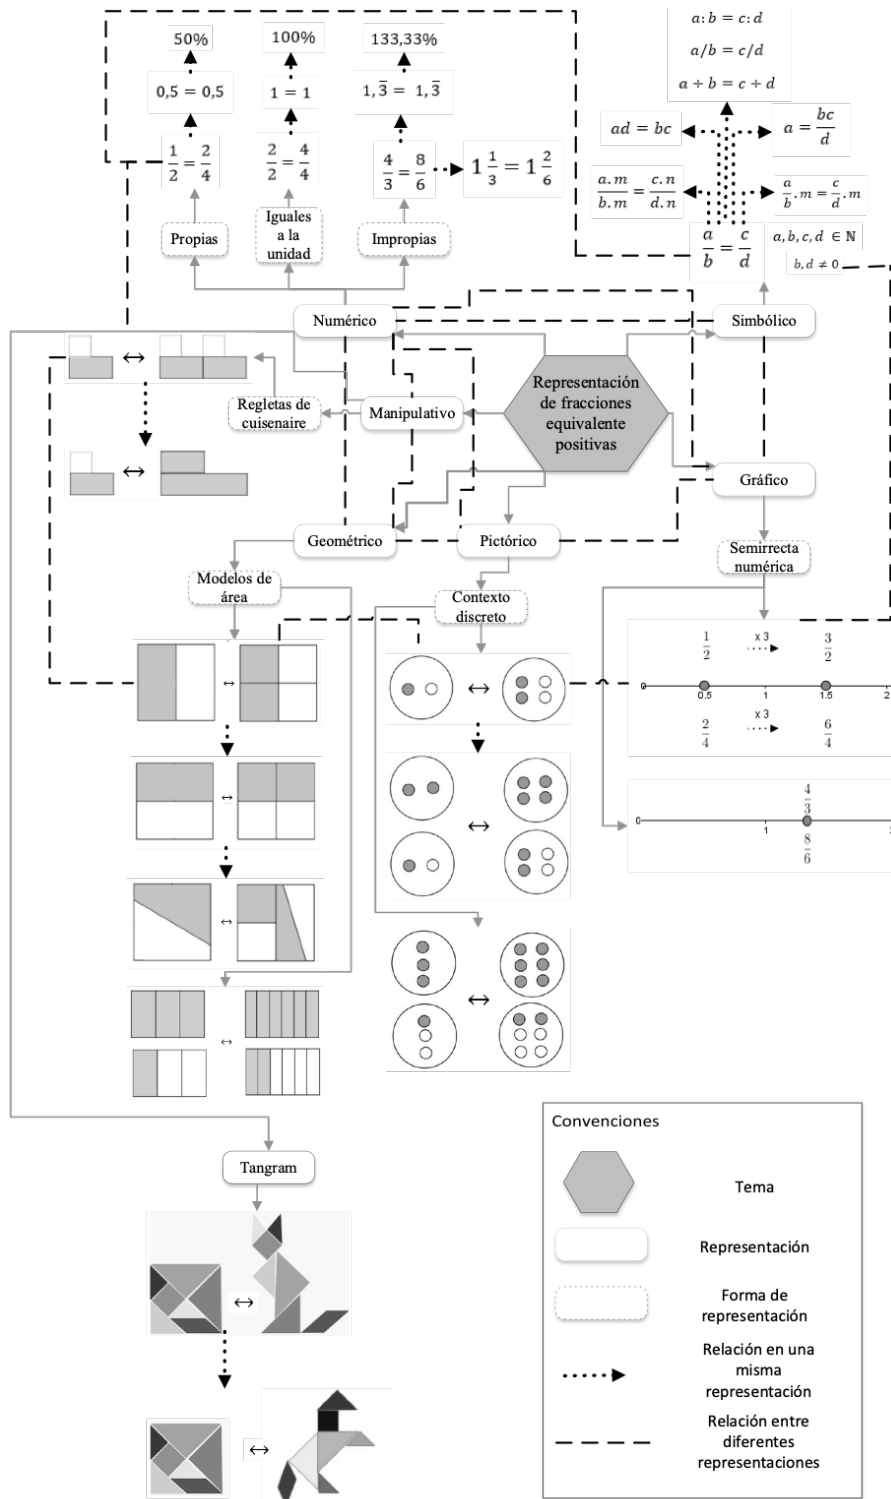 50%
100%
133,33%
a:b = c:d
a/b = c/d
a ÷ b = c ÷ d
0,5 = 0,5
1 = 1
1,3̅ = 1,3̅
ad = bc
a = bc/d
1/2 = 2/4
2/2 = 4/4
4/3 = 8/6
1 1/3 = 1 2/6
a.m/b.m = c.n/d.n
a/b . m = c/d . m
a/b = c/d
a, b, c, d ∈ ℕ
b, d ≠ 0
Propias
Iguales
a la
unidad
Impropias
Numérico
Simbólico
Representación
de fracciones
equivalente
positivas
Regletas de
cuisenaire
Manipulativo
Gráfico
Geométrico
Pictórico
Semirrecta
numérica
Modelos de
área
Contexto
discreto
1/2
x 3
3/2
0
0.5
1
1.5
2
2/4
x 3
6/4
4/3
0
1
8/6
Tangram
Convenciones
Tema
Representación
Forma de
representación
Relación en una
misma
representación
Relación entre
diferentes
representaciones